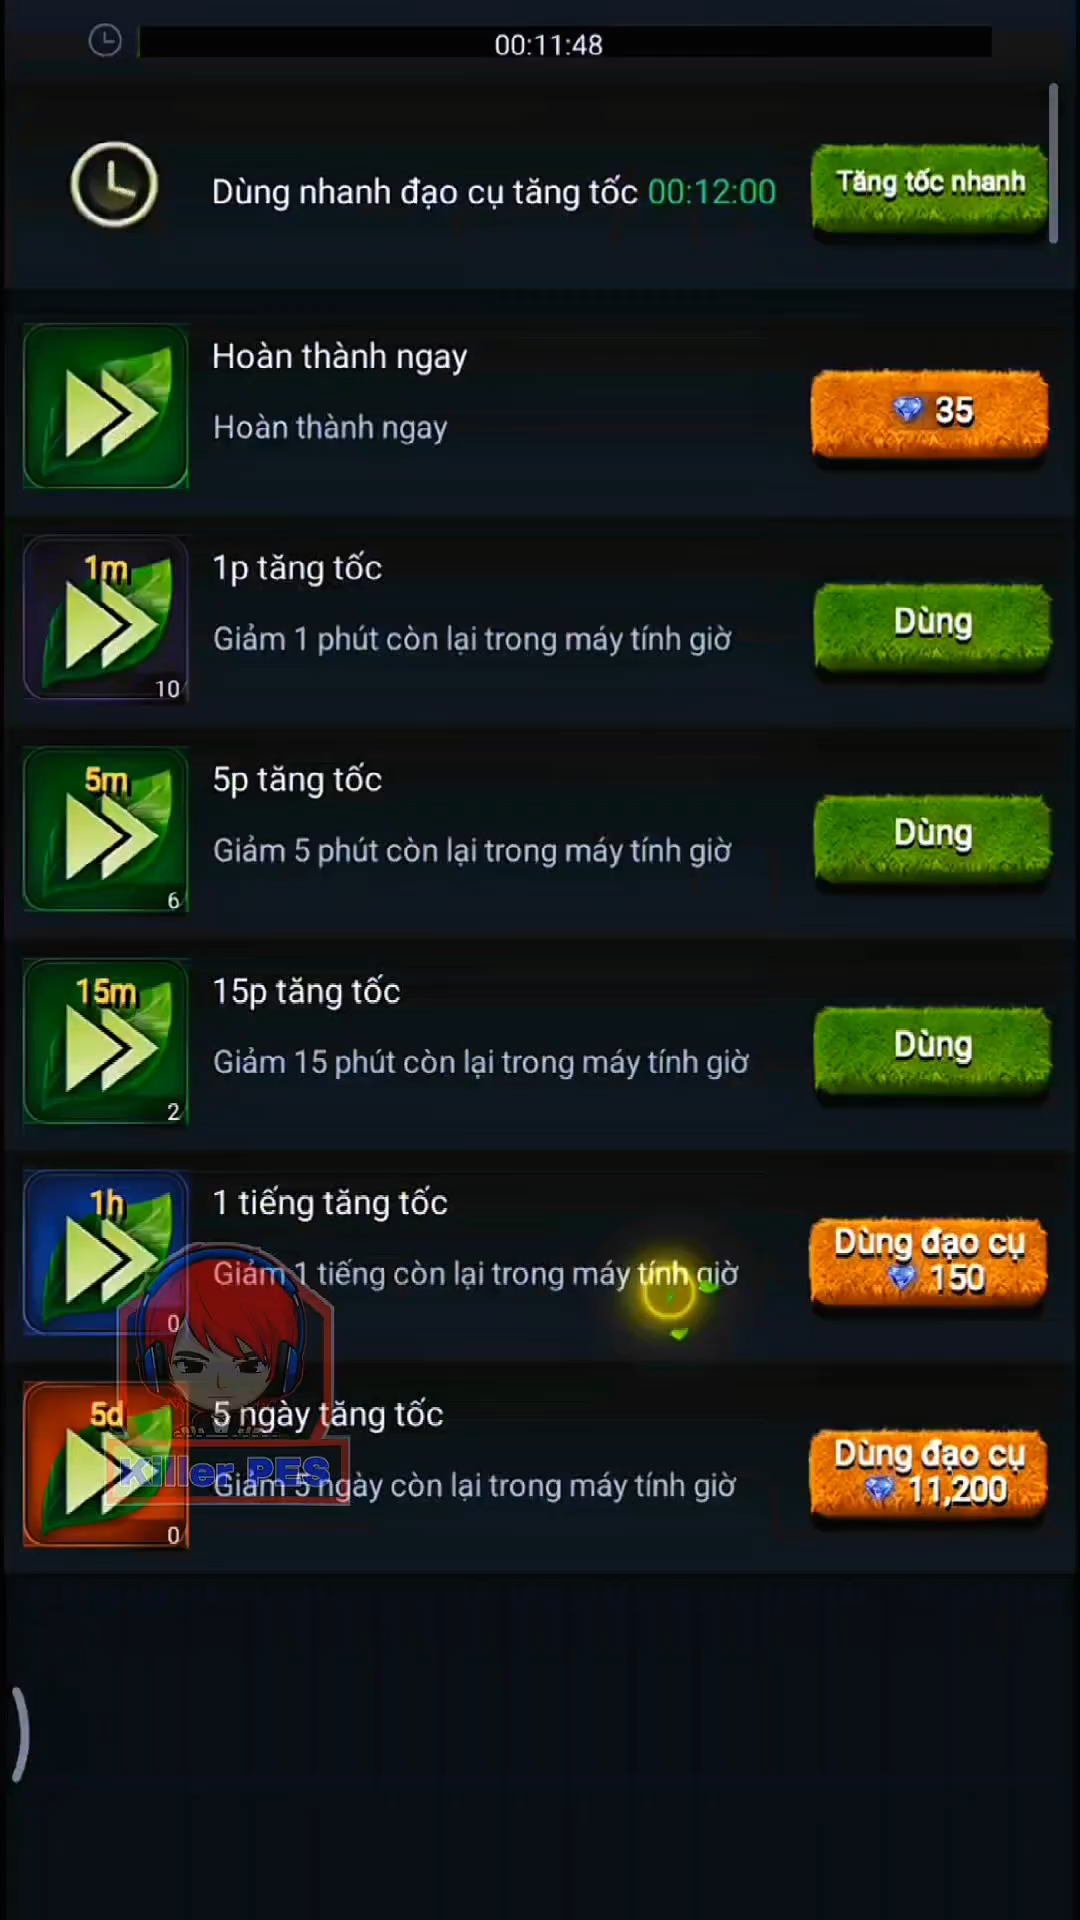 00:11:48
Dùng nhanh đạo cụ tăng tốc 00:12:00
Tăng tốc nhanh
Hoàn thành ngay
Hoàn thành ngay
35
1m
10
1p tăng tốc
Giảm 1 phút còn lại trong máy tính giờ
Dùng
5m
6
5p tăng tốc
Giảm 5 phút còn lại trong máy tính giờ
Dùng
15m
2
15p tăng tốc
Giảm 15 phút còn lại trong máy tính giờ
Dùng
1h
0
1 tiếng tăng tốc
Giảm 1 tiếng còn lại trong máy tính giờ
Dùng đạo cụ
150
5d
0
5 ngày tăng tốc
Giảm 5 ngày còn lại trong máy tính giờ
Dùng đạo cụ
11,200
Killer PES